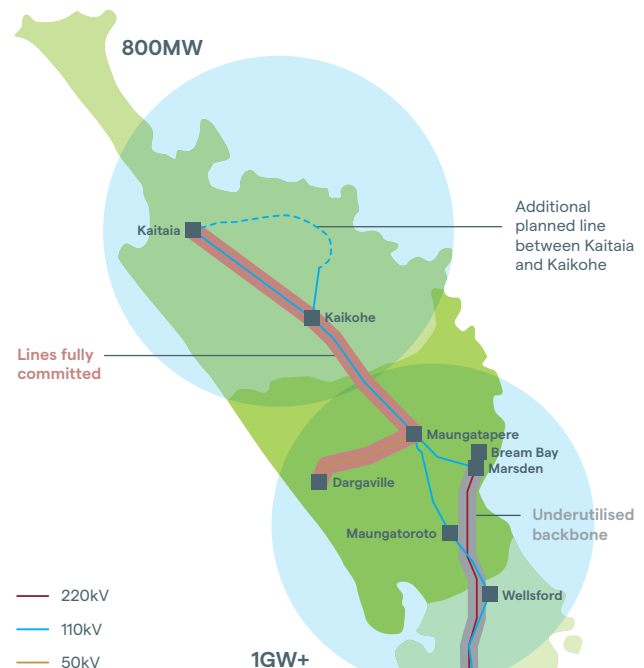 800MW
Additional
planned line
between Kaitaia
and Kaikohe
Kaitaia
Kaikohe
Lines fully
committed
Maungatapere
Bream Bay
Marsden
Dargaville
Underutilised
backbone
Maungatoroto
Wellsford
220kV
110kV
50kV
1GW+